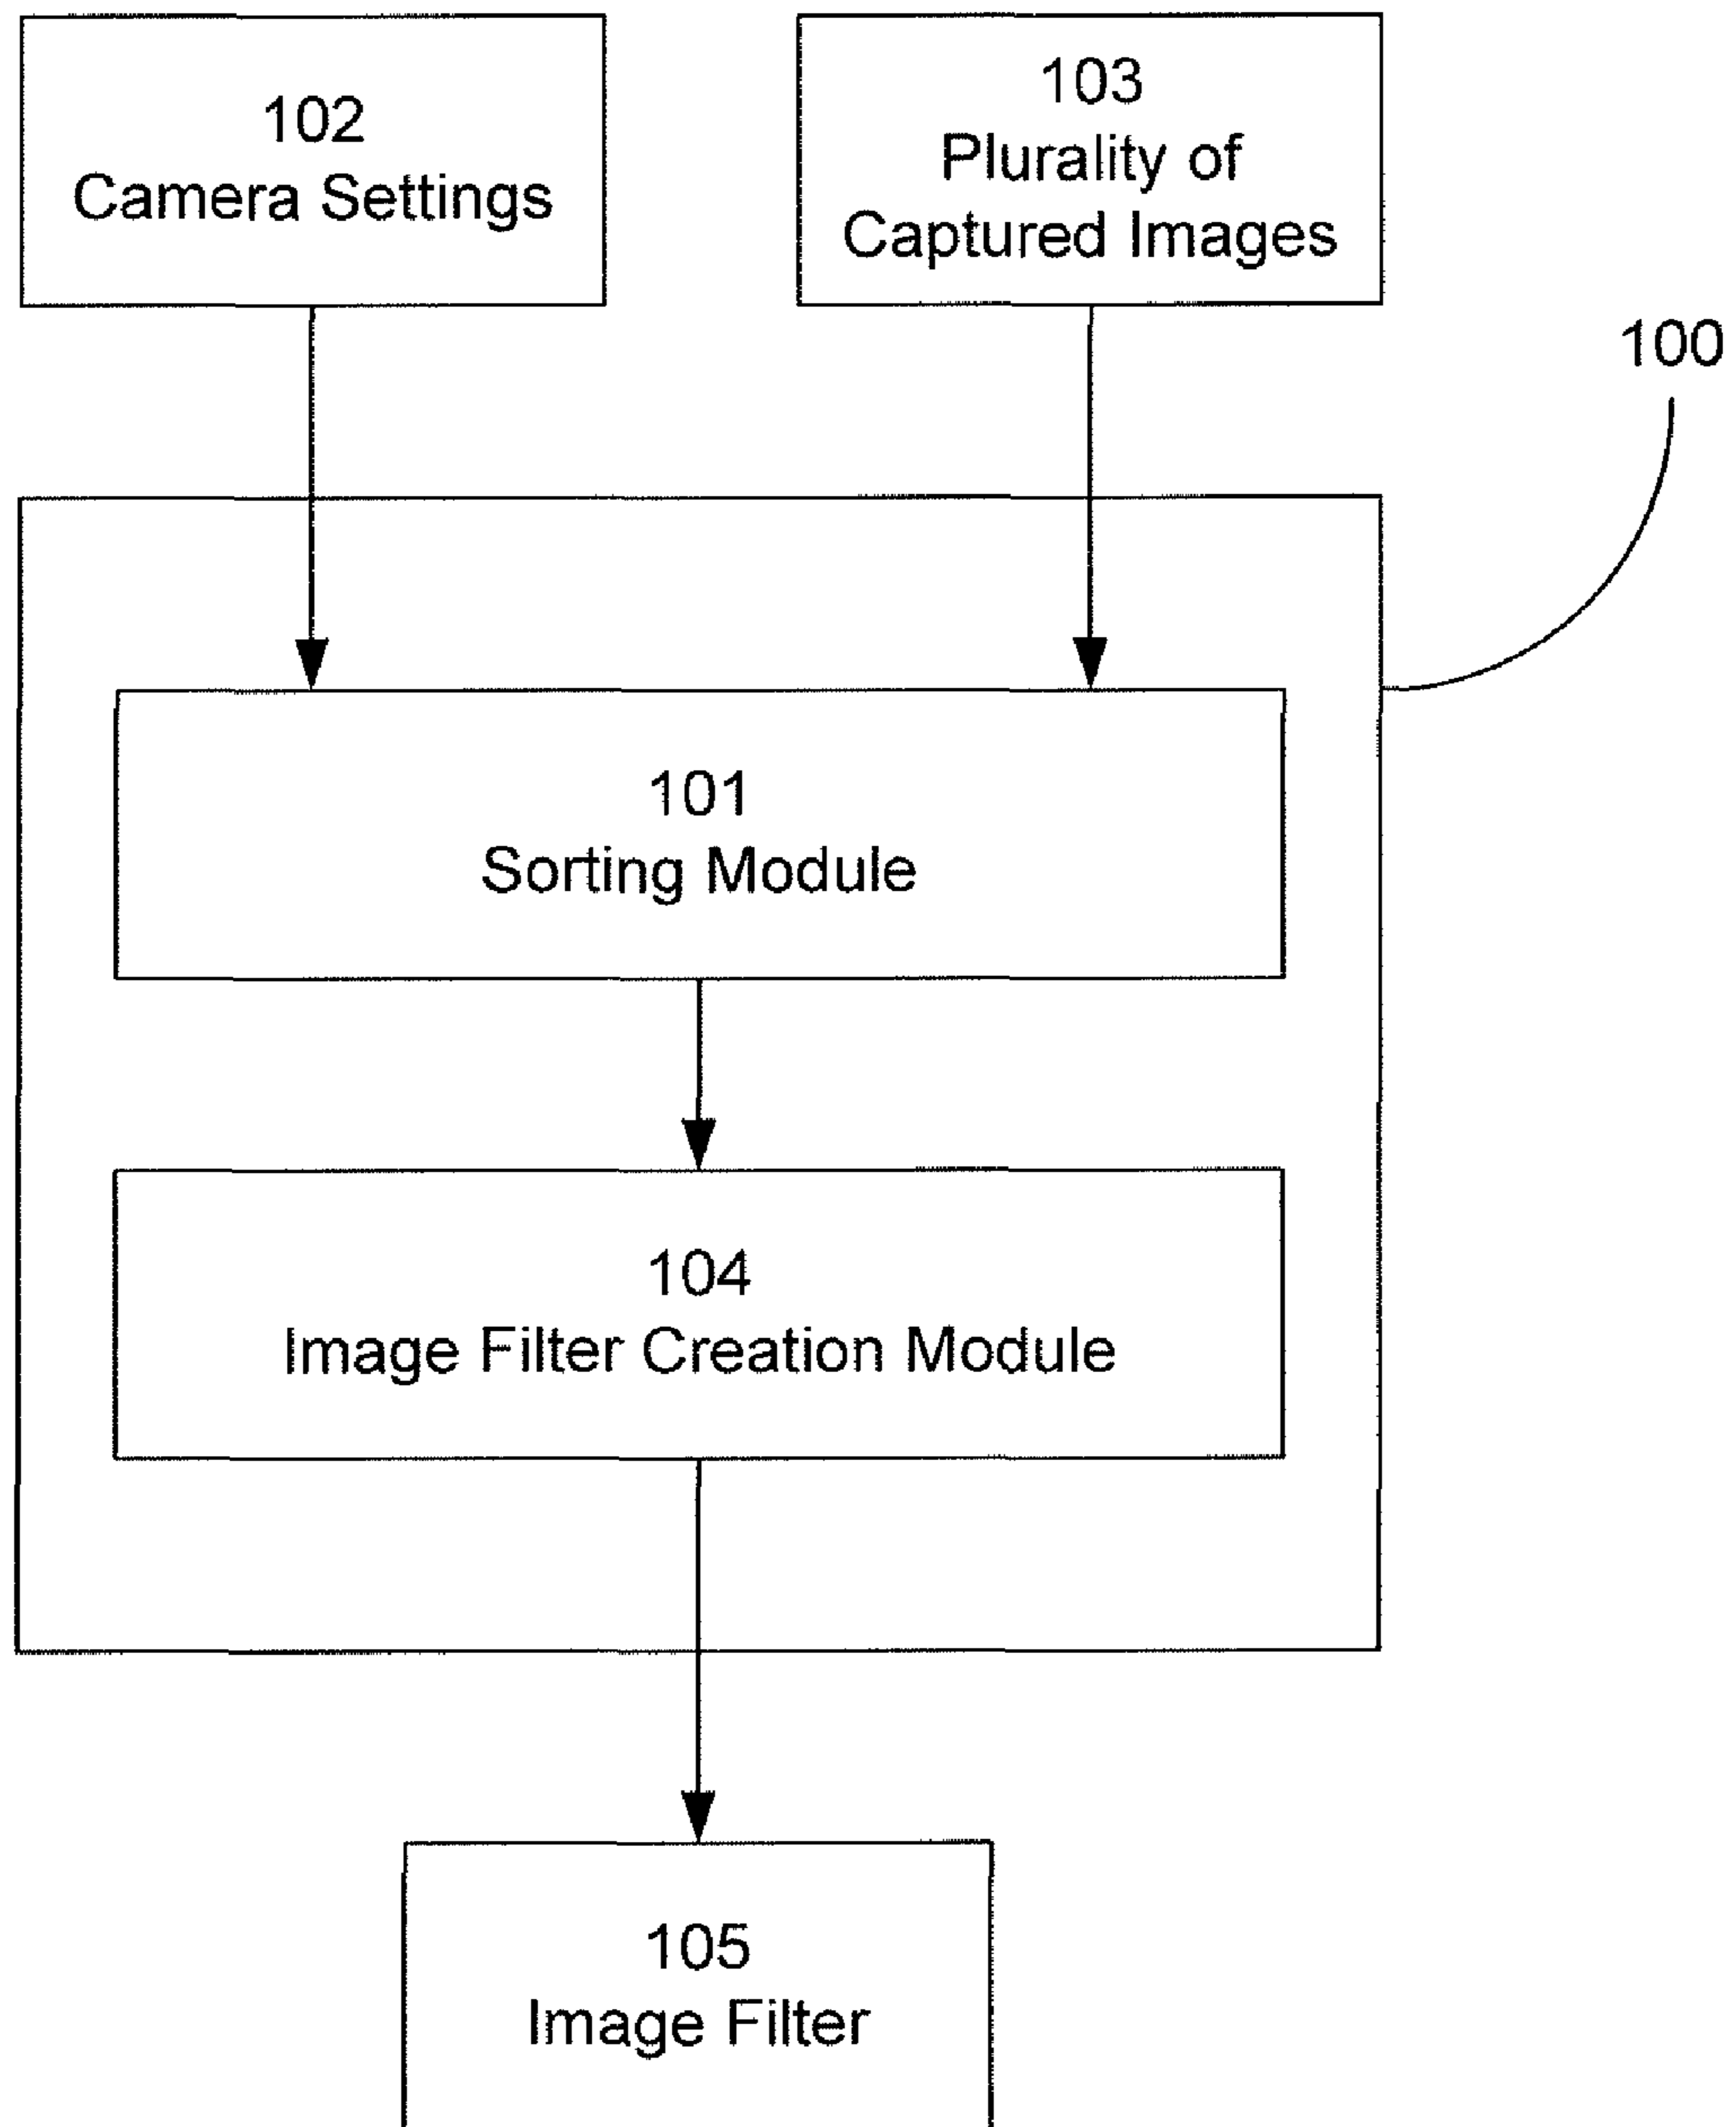 102
Camera Settings
103
Plurality of
Captured Images
100
101
Sorting Module
104
Image Filter Creation Module
105
Image Filter